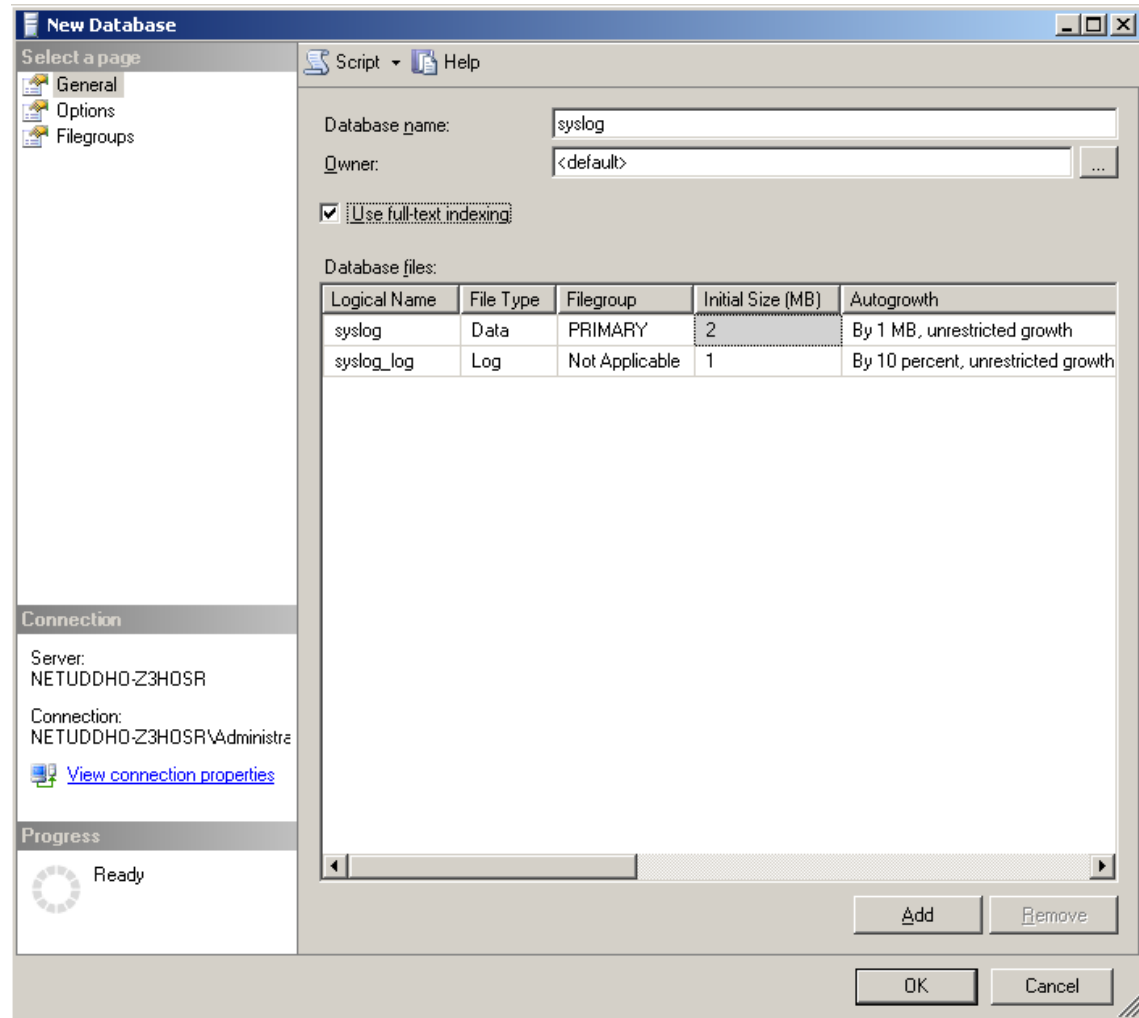 New Database
Select a page
General
Options
Filegroups
Script Help
Database name: syslog
Owner: <default> ...
Use full-text indexing
Database files:
Logical Name File Type Filegroup Initial Size (MB) Autogrowth
syslog Data PRIMARY 2 By 1 MB, unrestricted growth
syslog_log Log Not Applicable 1 By 10 percent, unrestricted growth
Connection
Server:
NETUDDHO-Z3HOSR
Connection:
NETUDDHO-Z3HOSR\Administra
View connection properties
Progress
Ready
Add Remove
OK Cancel